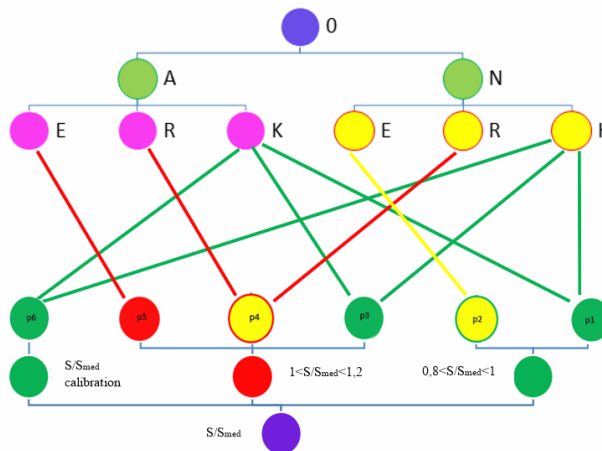 0
A N
E R K E R
p6 p5 p4 p3 p2 p1
S/Smed
calibration
1<S/Smed<1,2
0,8<S/Smed<1
S/Smed